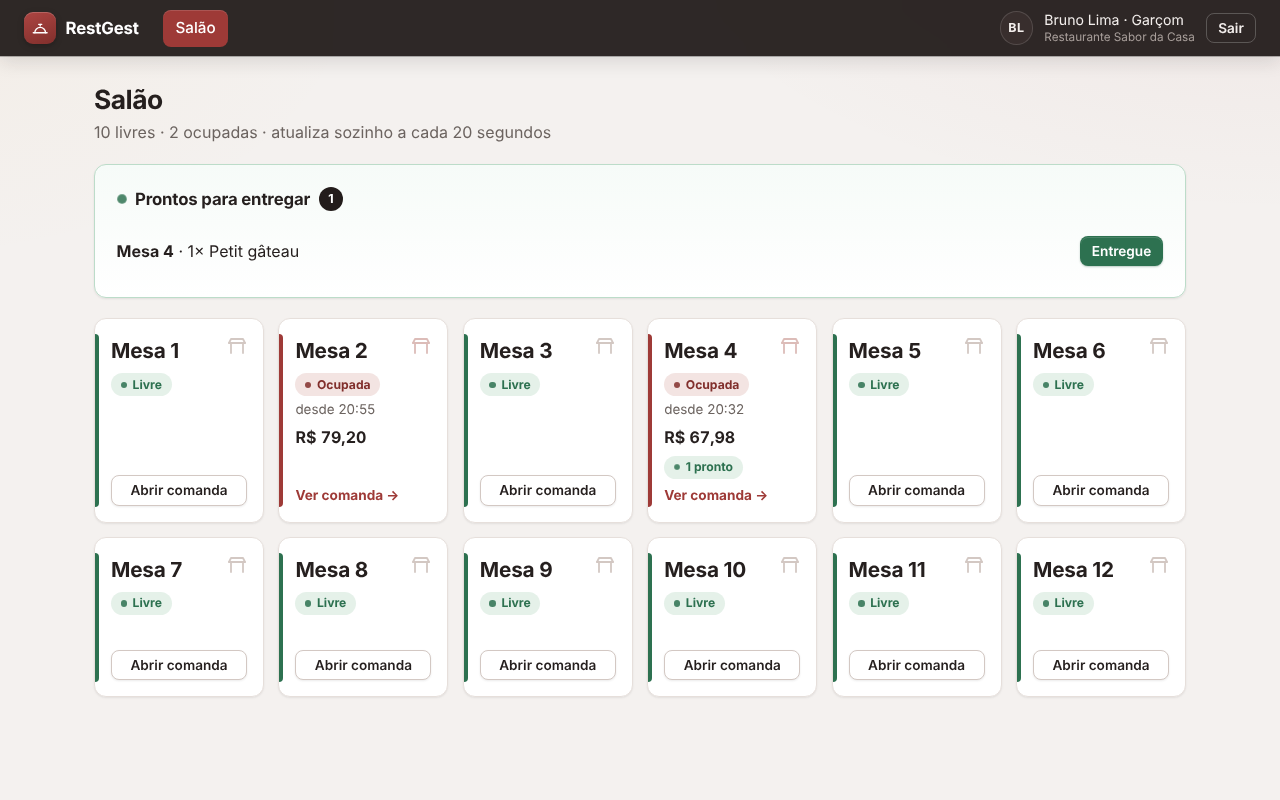 RestGest
Salão
BL
Bruno Lima · Garçom
Restaurante Sabor da Casa
Sair
Salão
10 livres · 2 ocupadas · atualiza sozinho a cada 20 segundos
Prontos para entregar 1
Mesa 4 · 1× Petit gâteau
Entregue
Mesa 1
Livre
Abrir comanda
Mesa 2
Ocupada
desde 20:55
R$ 79,20
Ver comanda →
Mesa 3
Livre
Abrir comanda
Mesa 4
Ocupada
desde 20:32
R$ 67,98
1 pronto
Ver comanda →
Mesa 5
Livre
Abrir comanda
Mesa 6
Livre
Abrir comanda
Mesa 7
Livre
Abrir comanda
Mesa 8
Livre
Abrir comanda
Mesa 9
Livre
Abrir comanda
Mesa 10
Livre
Abrir comanda
Mesa 11
Livre
Abrir comanda
Mesa 12
Livre
Abrir comanda